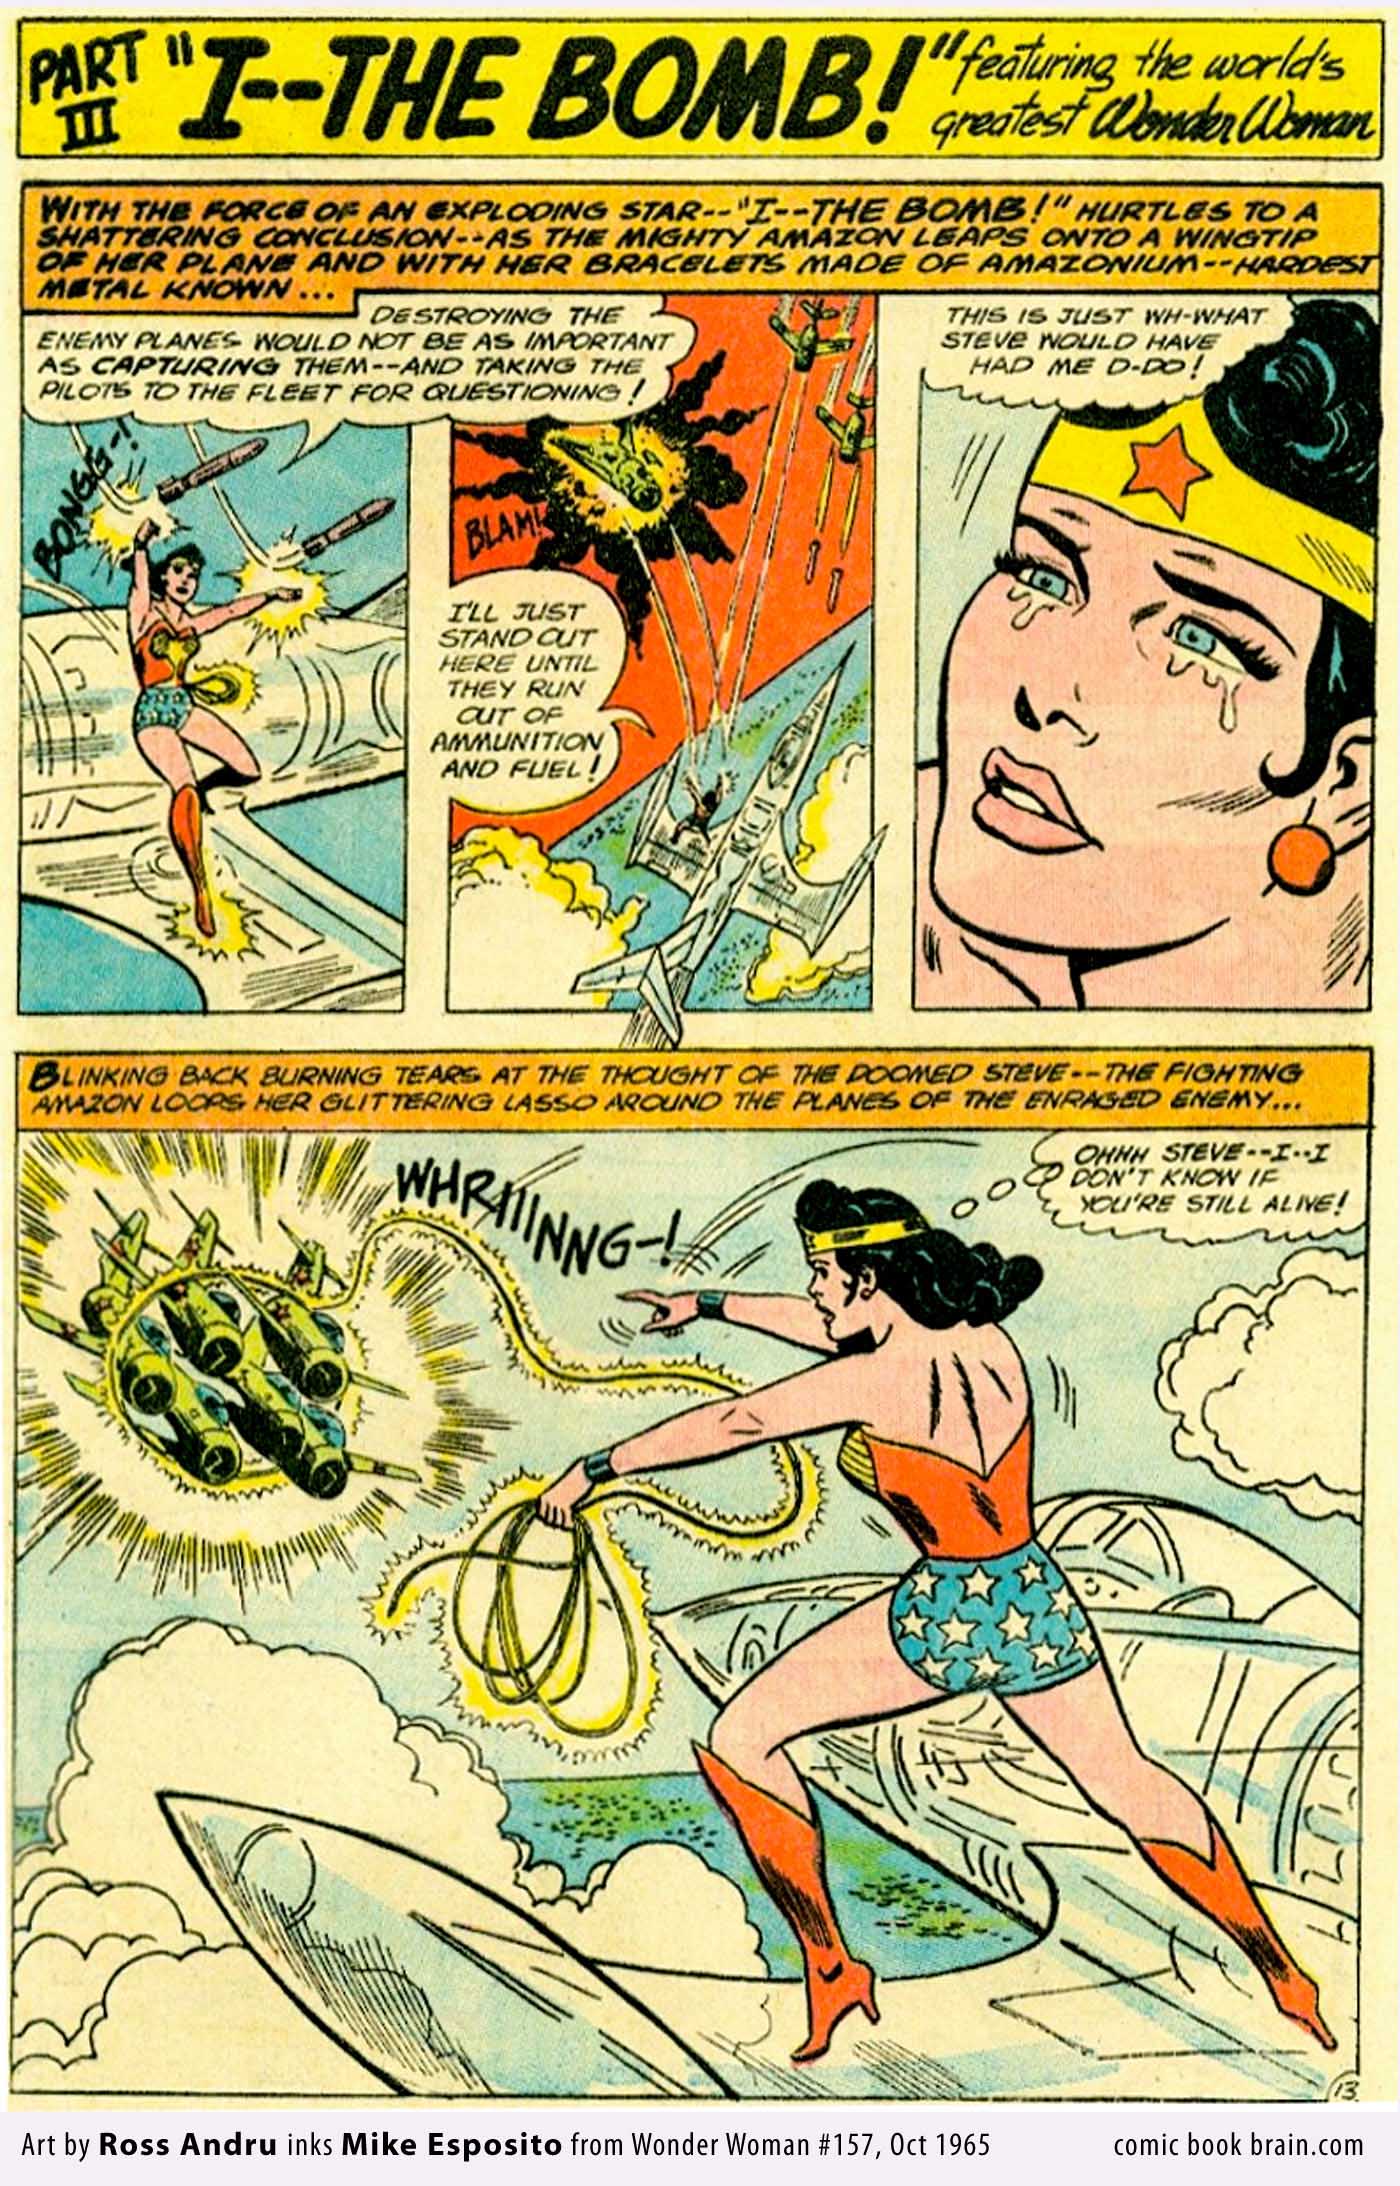 PART III
"I--THE BOMB!"
featuring the world's
greatest Wonder Woman
WITH THE FORCE OF AN EXPLODING STAR--"I--THE BOMB!" HURTLES TO A
SHATTERING CONCLUSION--AS THE MIGHTY AMAZON LEAPS ONTO A WINGTIP
OF HER PLANE AND WITH HER BRACELETS MADE OF AMAZONIUM--HARDEST
METAL KNOWN...
DESTROYING THE
ENEMY PLANES WOULD NOT BE AS IMPORTANT
AS CAPTURING THEM--AND TAKING THE
PILOTS TO THE FLEET FOR QUESTIONING!
BONGG-!
BLAM!
I'LL JUST
STAND OUT
HERE UNTIL
THEY RUN
OUT OF
AMMUNITION
AND FUEL!
THIS IS JUST WH-WHAT
STEVE WOULD HAVE
HAD ME D-DO!
BLINKING BACK BURNING TEARS AT THE THOUGHT OF THE DOOMED STEVE--THE FIGHTING
AMAZON LOOPS HER GLITTERING LASSO AROUND THE PLANES OF THE ENRAGED ENEMY...
WHRIIINNG-!
OHHH STEVE--I--I
DON'T KNOW IF
YOU'RE STILL ALIVE!
13
Art by Ross Andru inks Mike Esposito from Wonder Woman #157, Oct 1965
comic book brain.com